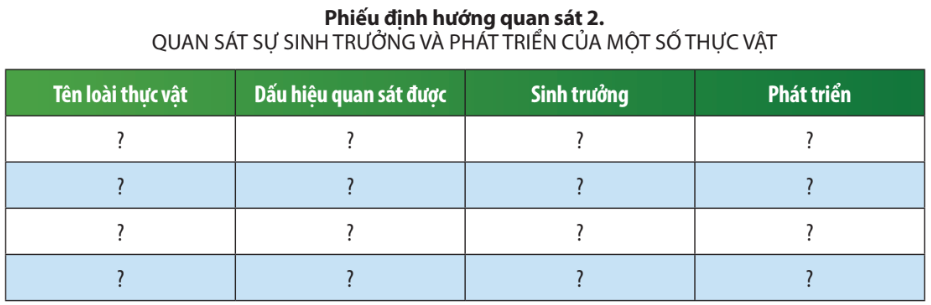 Phiếu định hướng quan sát 2.
QUAN SÁT SỰ SINH TRƯỞNG VÀ PHÁT TRIỂN CỦA MỘT SỐ THỰC VẬT
Tên loài thực vật Dấu hiệu quan sát được Sinh trưởng Phát triển
? ? ? ?
? ? ? ?
? ? ? ?
? ? ? ?